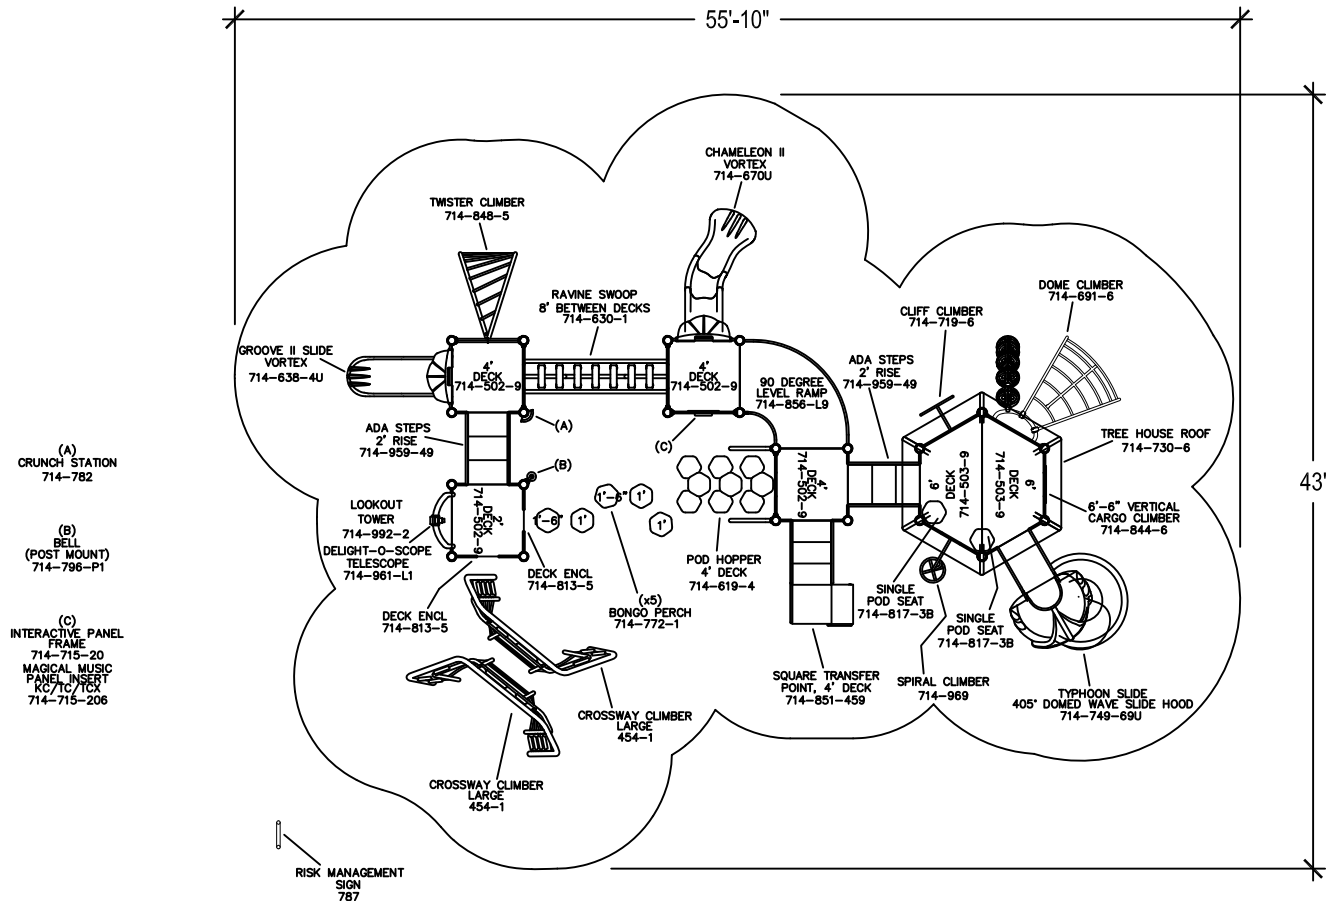 55'-10"
43'
CHAMELEON II
VORTEX
714-670U
TWISTER CLIMBER
714-848-5
RAVINE SWOOP
8' BETWEEN DECKS
714-630-1
GROOVE II SLIDE
VORTEX
714-638-4U
4'
DECK
714-502-9
4'
DECK
714-502-9
90 DEGREE
LEVEL RAMP
714-856-L9
ADA STEPS
2' RISE
714-959-49
CLIFF CLIMBER
714-719-6
DOME CLIMBER
714-691-6
TREE HOUSE ROOF
714-730-6
6'-6" VERTICAL
CARGO CLIMBER
714-844-6
ADA STEPS
2' RISE
714-959-49
(A)
(B)
(C)
4'
DECK
714-502-9
6'
DECK
714-503-9
6'
DECK
714-503-9
2'
DECK
714-502-9
LOOKOUT
TOWER
714-992-2
DELIGHT-O-SCOPE
TELESCOPE
714-961-L1
1'-6"
1'
1'-6"
1'
1'
DECK ENCL
714-813-5
DECK ENCL
714-813-5
(x5)
BONGO PERCH
714-772-1
POD HOPPER
4' DECK
714-619-4
SINGLE
POD SEAT
714-817-3B
SINGLE
POD SEAT
714-817-3B
SQUARE TRANSFER
POINT, 4' DECK
714-851-459
SPIRAL CLIMBER
714-969
TYPHOON SLIDE
405° DOMED WAVE SLIDE HOOD
714-749-69U
CROSSWAY CLIMBER
LARGE
454-1
CROSSWAY CLIMBER
LARGE
454-1
(A)
CRUNCH STATION
714-782
(B)
BELL
(POST MOUNT)
714-796-P1
(C)
INTERACTIVE PANEL
FRAME
714-715-20
MAGICAL MUSIC
PANEL INSERT
KC/TC/TCX
714-715-206
RISK MANAGEMENT
SIGN
787